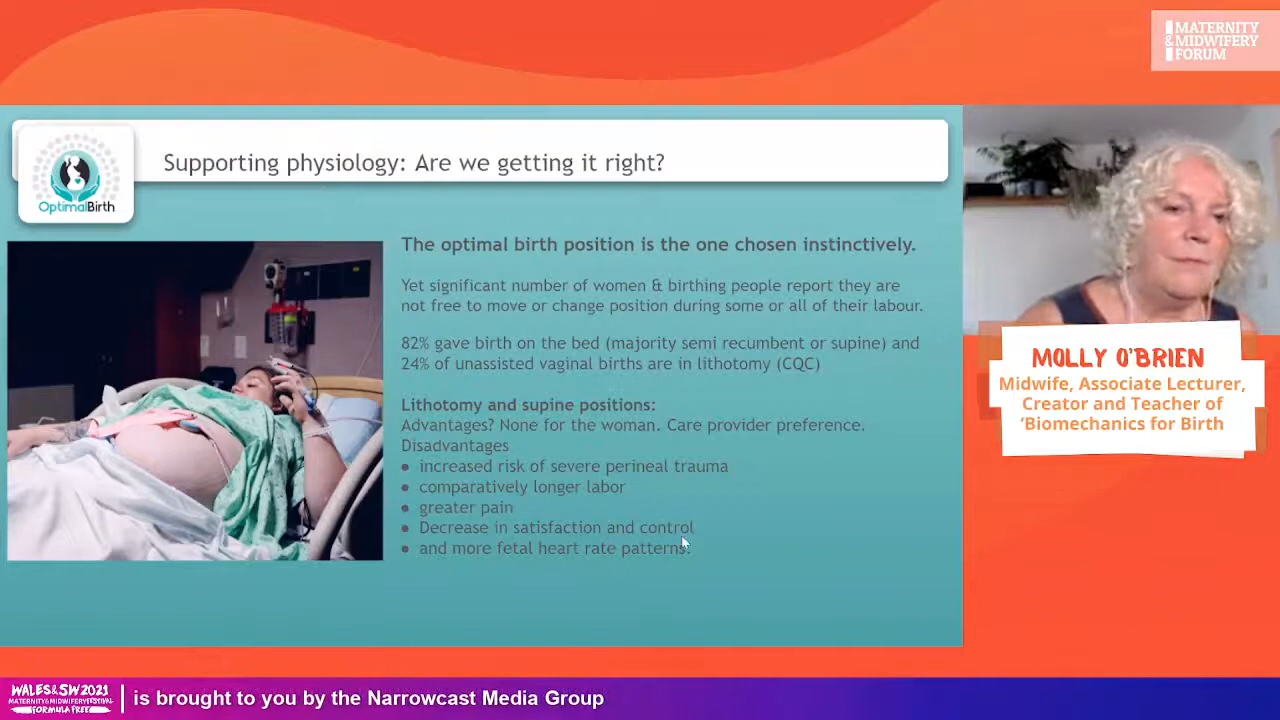 MATERNITY
&MIDWIFERY
FORUM
Supporting physiology: Are we getting it right?
OptimalBirth
The optimal birth position is the one chosen instinctively.
Yet significant number of women & birthing people report they are
not free to move or change position during some or all of their labour.
82% gave birth on the bed (majority semi recumbent or supine) and
24% of unassisted vaginal births are in lithotomy (CQC)
Lithotomy and supine positions:
Advantages? None for the woman. Care provider preference.
Disadvantages
• increased risk of severe perineal trauma
• comparatively longer labor
• greater pain
• Decrease in satisfaction and control
• and more fetal heart rate patterns.
MOLLY O'BRIEN
Midwife, Associate Lecturer,
Creator and Teacher of
‘Biomechanics for Birth
WALES&SW2021
MATERNITY&MIDWIFERYFESTIVAL
FORMULA FREE
is brought to you by the Narrowcast Media Group